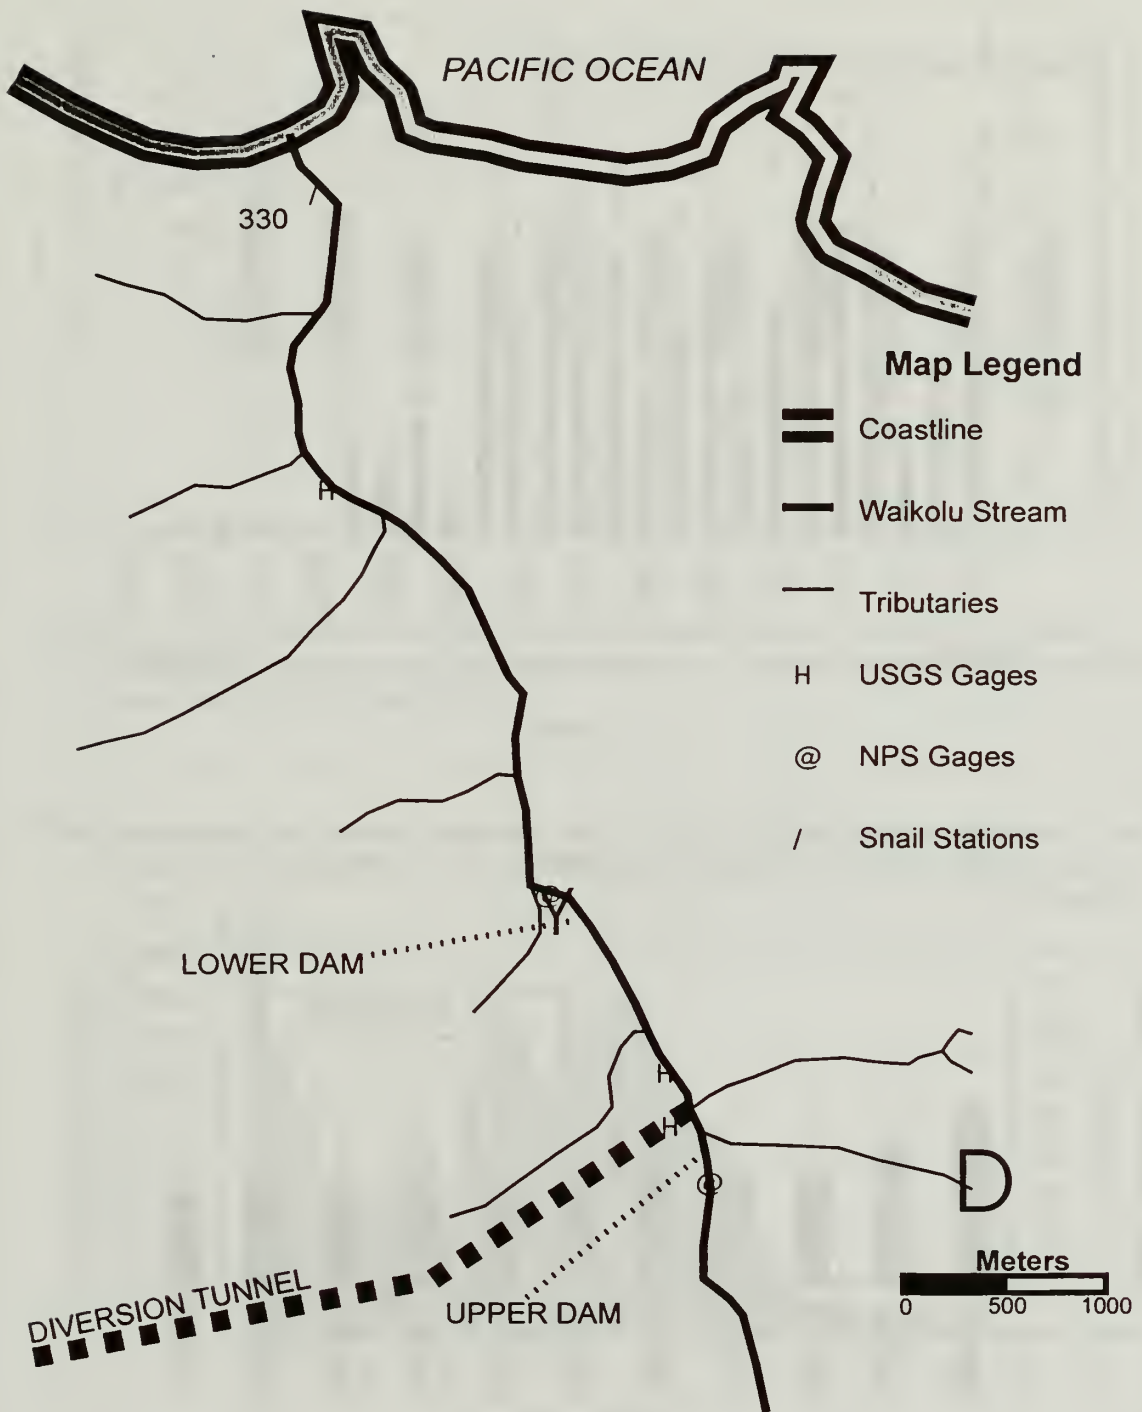 PACIFIC OCEAN
330
Map Legend
Coastline
Waikolu Stream
Tributaries
H USGS Gages
@ NPS Gages
/ Snail Stations
H
@
Y
LOWER DAM
H
H
@
D
DIVERSION TUNNEL
UPPER DAM
Meters
0 500 1000